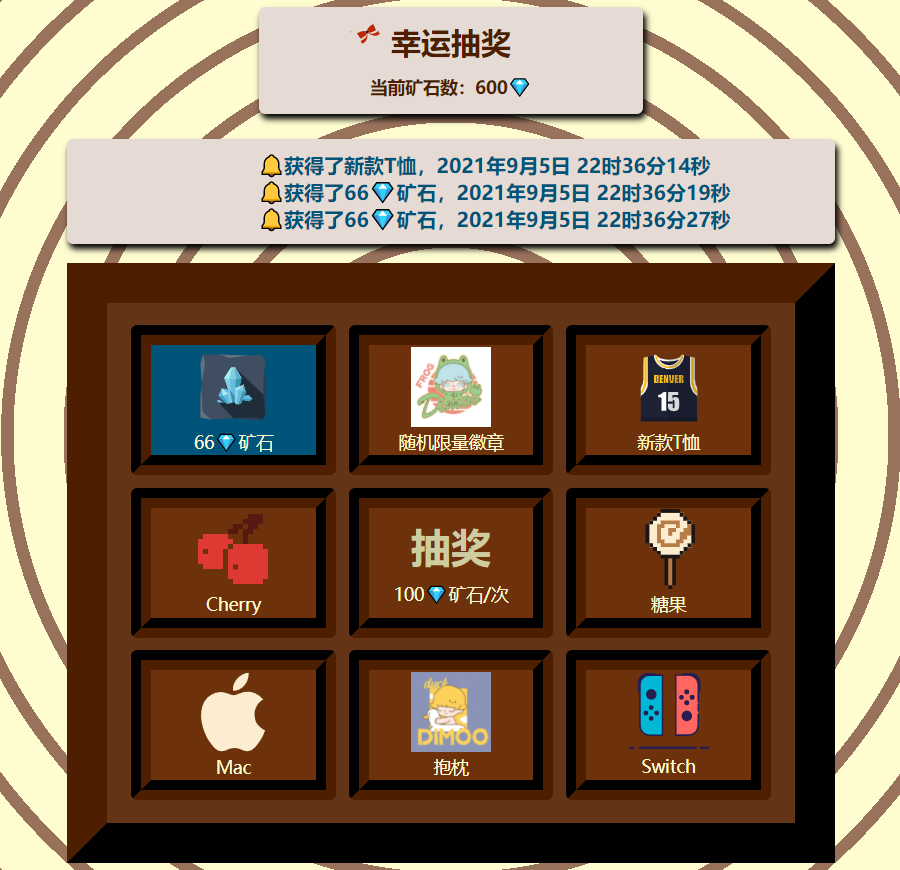 幸运抽奖
当前矿石数：600💎
🔔获得了新款T恤，2021年9月5日 22时36分14秒
🔔获得了66💎矿石，2021年9月5日 22时36分19秒
🔔获得了66💎矿石，2021年9月5日 22时36分27秒
66💎矿石
FROG
Dimoo
随机限量徽章
DENVER
15
新款T恤
Cherry
抽奖
100💎矿石/次
糖果
Mac
duck
DIMOO
抱枕
Switch